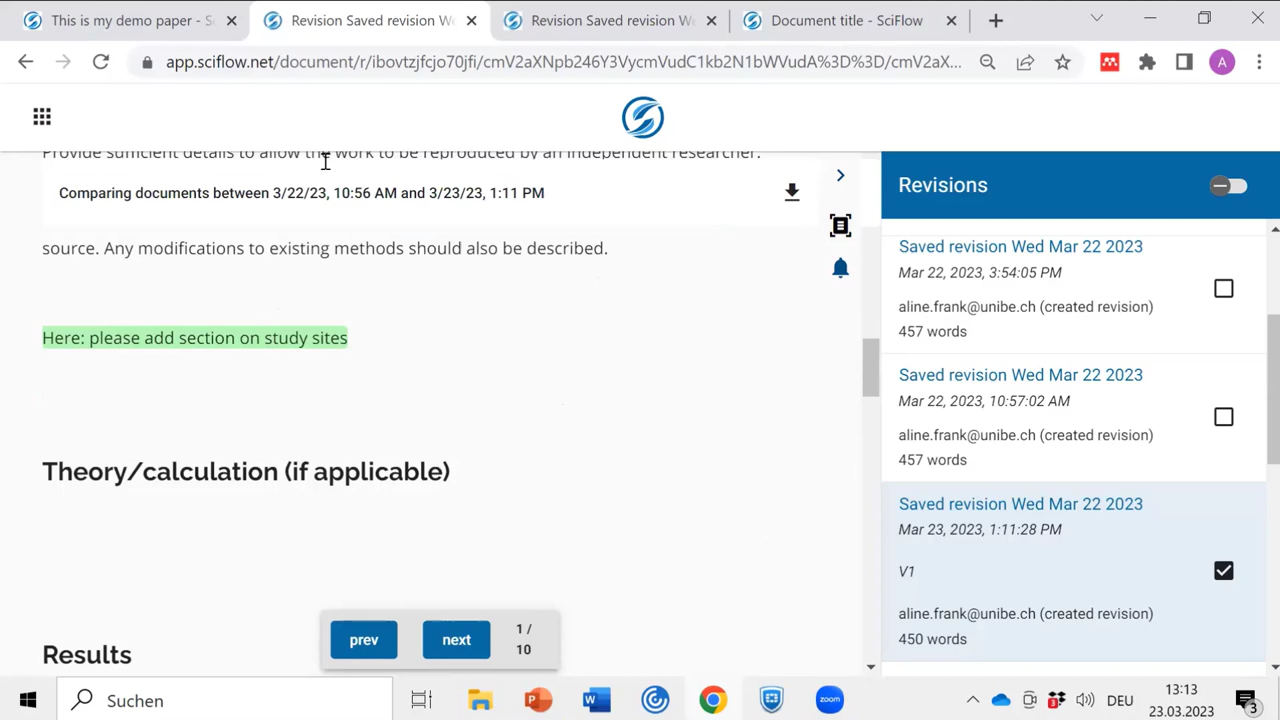 This is my demo paper - S
Revision Saved revision W
Revision Saved revision W
Document title - SciFlow
app.sciflow.net/document/r/ibovtzjfcjo70jfi/cmV2aXNpb246Y3VycmVudC1kb2N1bWVudA%3D%3D/cmV2aX...
A
Provide sufficient details to allow the work to be reproduced by an independent researcher.
Comparing documents between 3/22/23, 10:56 AM and 3/23/23, 1:11 PM
source. Any modifications to existing methods should also be described.
Here: please add section on study sites
Theory/calculation (if applicable)
Results
prev
next
1 /
10
Revisions
Saved revision Wed Mar 22 2023
Mar 22, 2023, 3:54:05 PM
aline.frank@unibe.ch (created revision)
457 words
Saved revision Wed Mar 22 2023
Mar 22, 2023, 10:57:02 AM
aline.frank@unibe.ch (created revision)
457 words
Saved revision Wed Mar 22 2023
Mar 23, 2023, 1:11:28 PM
V1
aline.frank@unibe.ch (created revision)
450 words
Suchen
zoom
3
DEU
13:13
23.03.2023
3